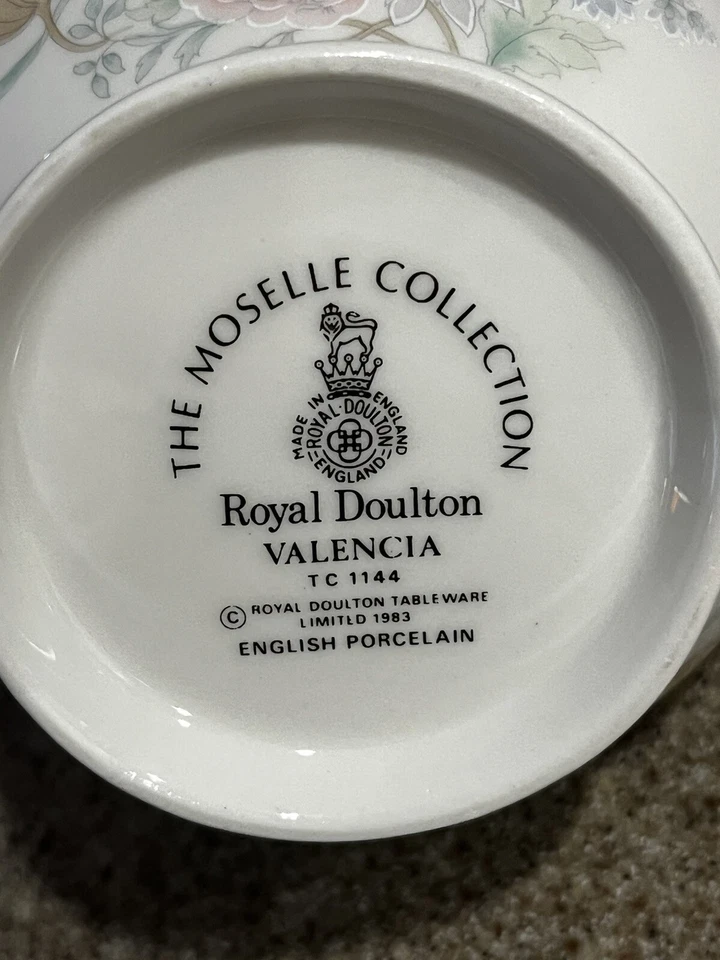 THE MOSELLE COLLECTION
MADE IN ENGLAND
ROYAL·DOULTON
ENGLAND
Royal Doulton
VALENCIA
TC 1144
© ROYAL DOULTON TABLEWARE
LIMITED 1983
ENGLISH PORCELAIN